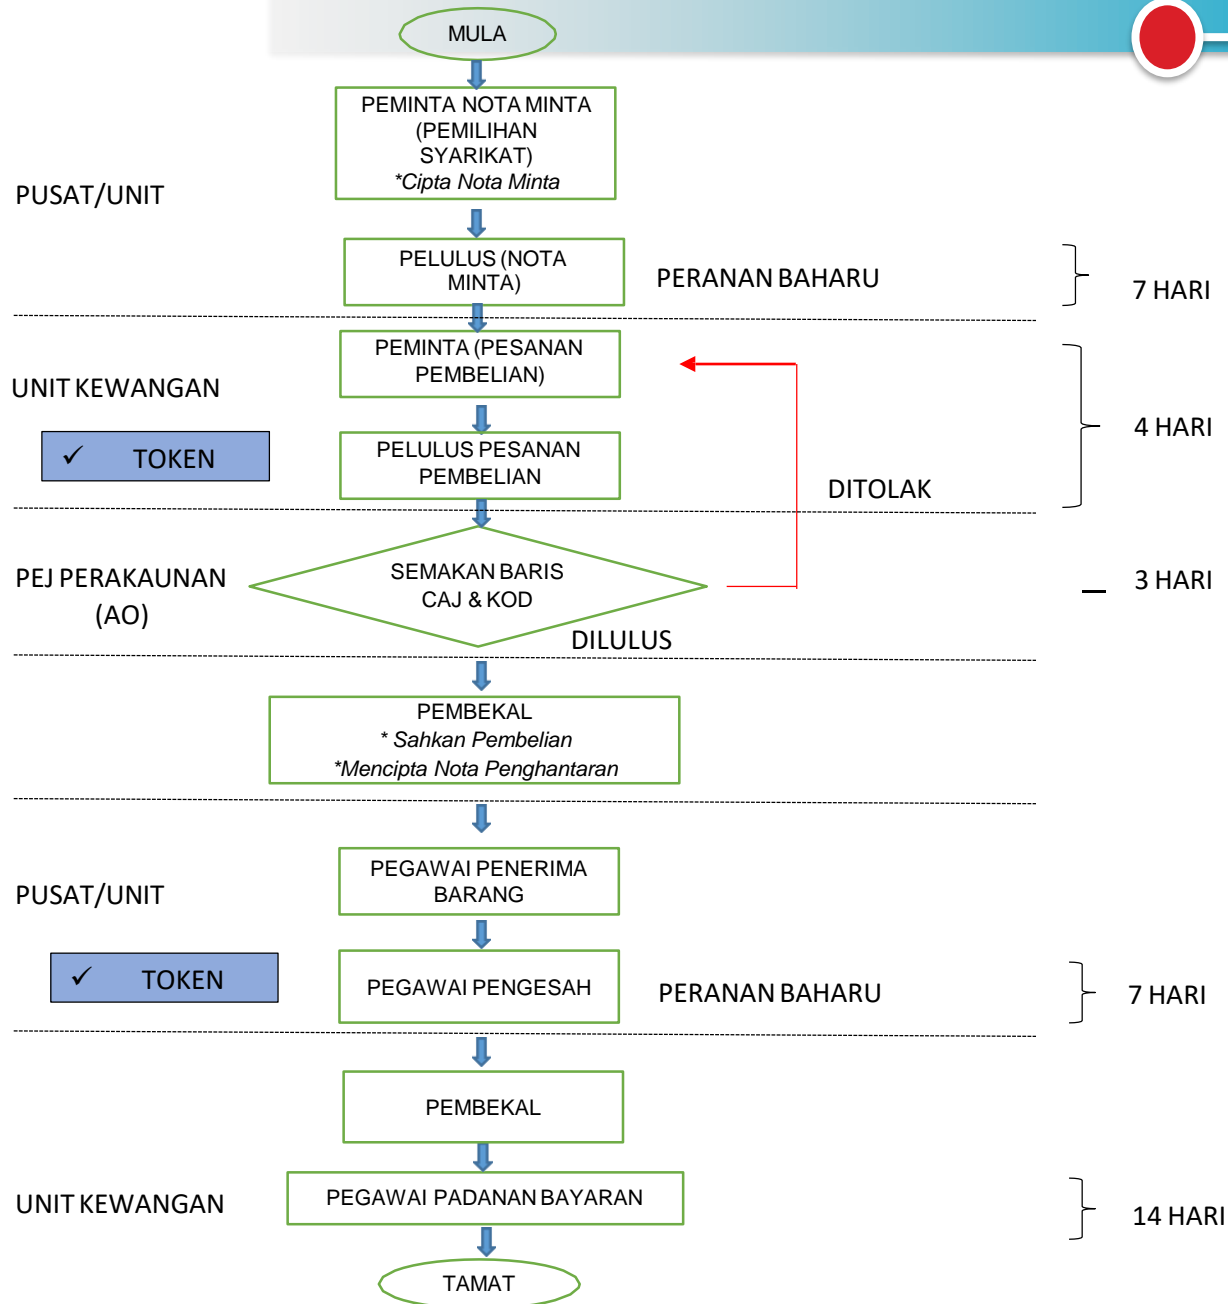 MULA
PEMINTA NOTA MINTA
(PEMILIHAN
SYARIKAT)
*Cipta Nota Minta
PUSAT/UNIT
PELULUS (NOTA
MINTA)
PERANAN BAHARU
7 HARI
PEMINTA (PESANAN
PEMBELIAN)
UNIT KEWANGAN
4 HARI
✓ TOKEN
PELULUS PESANAN
PEMBELIAN
DITOLAK
PEJ PERAKAUNAN
(AO)
SEMAKAN BARIS
CAJ & KOD
3 HARI
DILULUS
PEMBEKAL
* Sahkan Pembelian
*Mencipta Nota Penghantaran
PEGAWAI PENERIMA
BARANG
PUSAT/UNIT
✓ TOKEN
PEGAWAI PENGESAH
PERANAN BAHARU
7 HARI
PEMBEKAL
UNIT KEWANGAN
PEGAWAI PADANAN BAYARAN
14 HARI
TAMAT